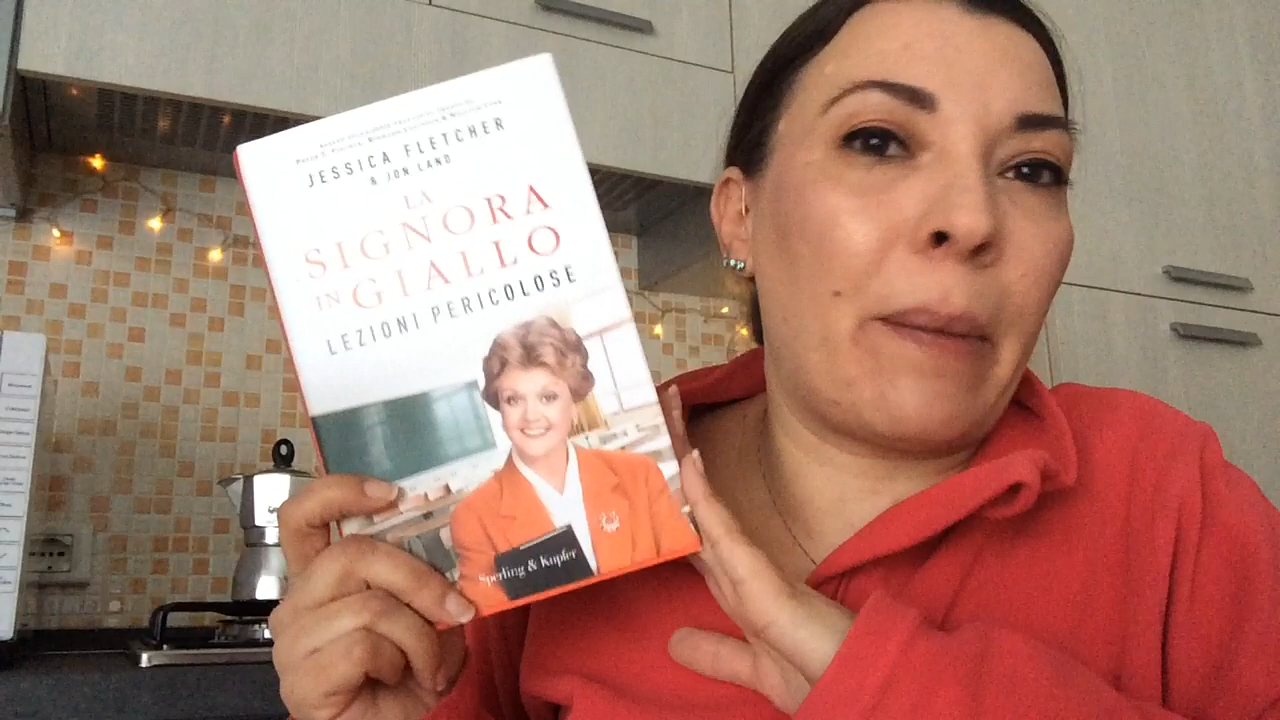 JESSICA FLETCHER
& JON LAND
LA
SIGNORA
IN GIALLO
LEZIONI PERICOLOSE
Sperling & Kupfer